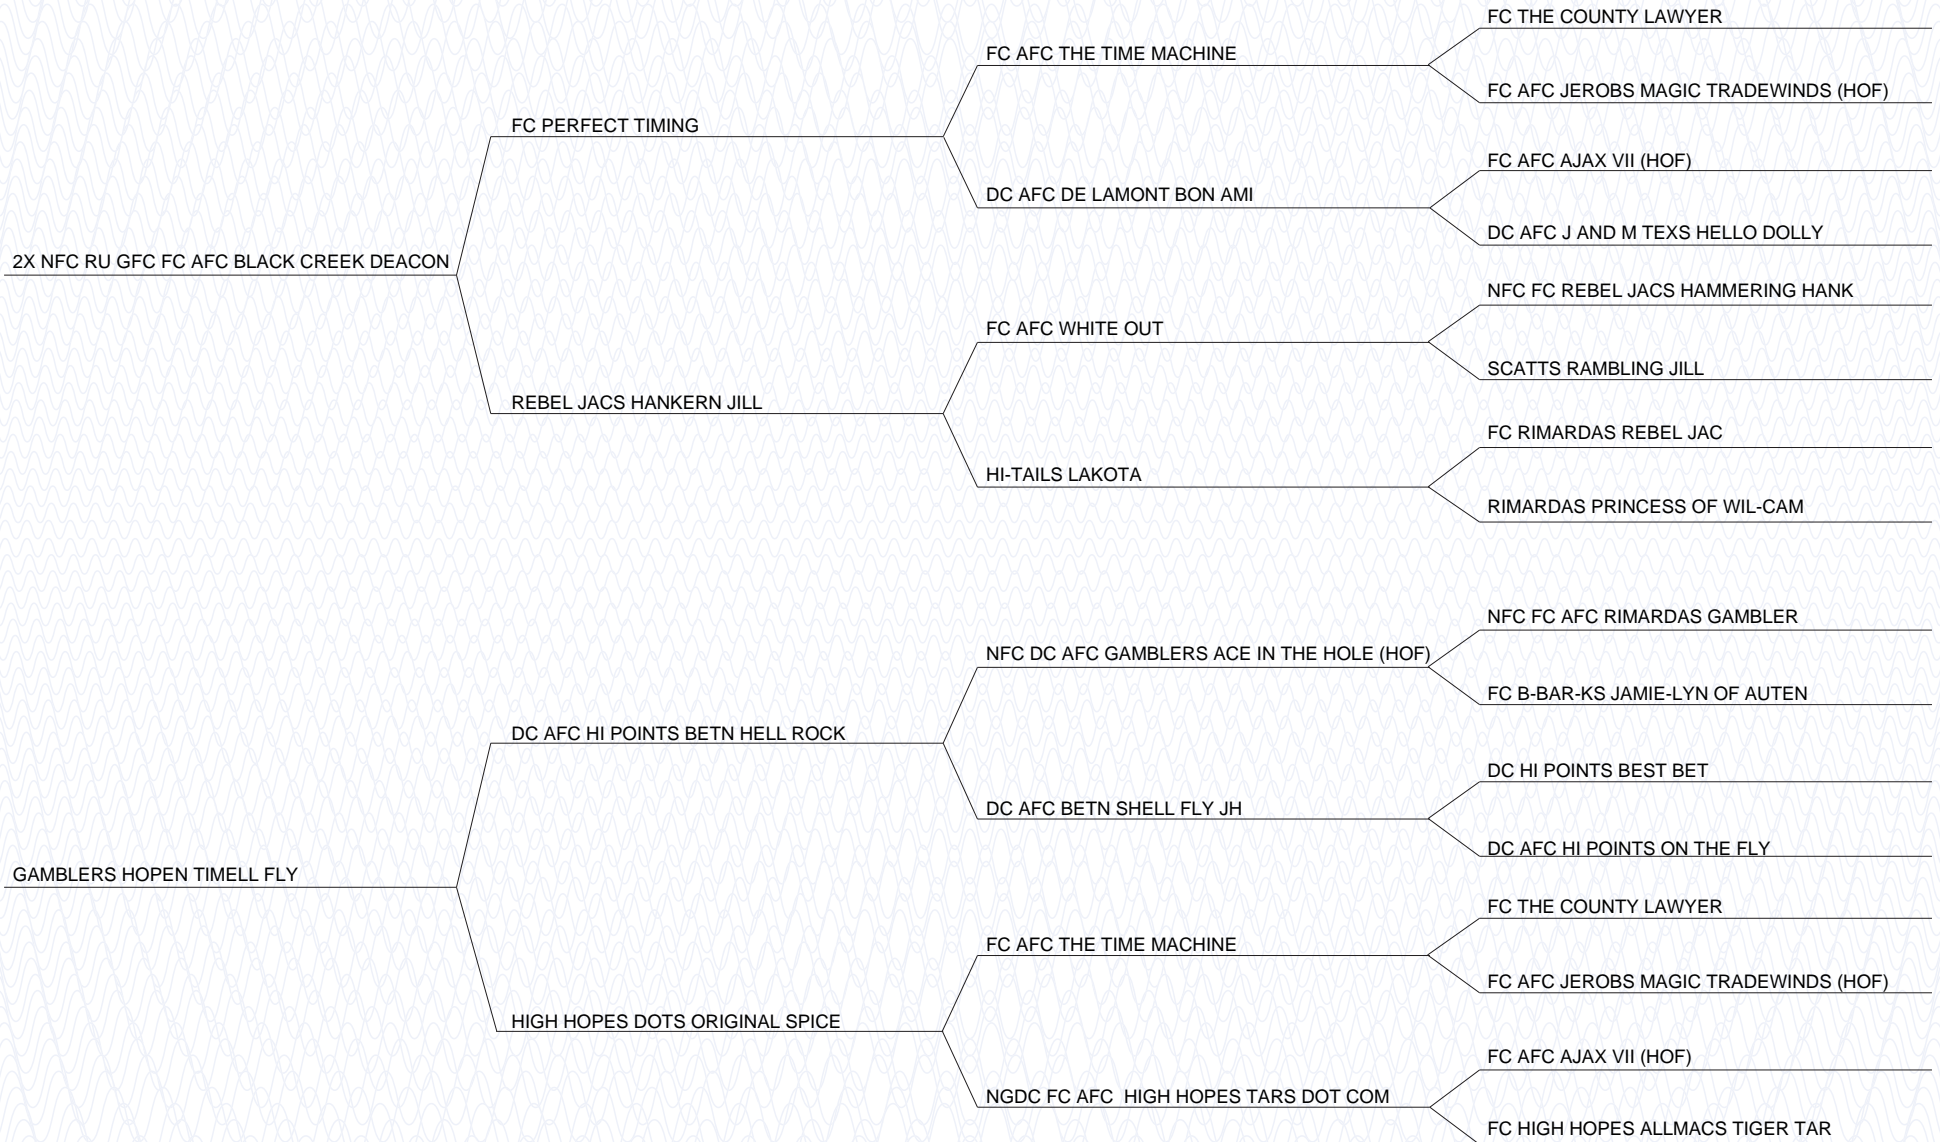 FC THE COUNTY LAWYER
FC AFC THE TIME MACHINE
FC AFC JEROBS MAGIC TRADEWINDS (HOF)
FC PERFECT TIMING
FC AFC AJAX VII (HOF)
DC AFC DE LAMONT BON AMI
DC AFC J AND M TEXS HELLO DOLLY
2X NFC RU GFC FC AFC BLACK CREEK DEACON
NFC FC REBEL JACS HAMMERING HANK
FC AFC WHITE OUT
SCATTS RAMBLING JILL
REBEL JACS HANKERN JILL
FC RIMARDAS REBEL JAC
HI-TAILS LAKOTA
RIMARDAS PRINCESS OF WIL-CAM
NFC FC AFC RIMARDAS GAMBLER
NFC DC AFC GAMBLERS ACE IN THE HOLE (HOF)
FC B-BAR-KS JAMIE-LYN OF AUTEN
DC AFC HI POINTS BETN HELL ROCK
DC HI POINTS BEST BET
DC AFC BETN SHELL FLY JH
DC AFC HI POINTS ON THE FLY
GAMBLERS HOPEN TIMELL FLY
FC THE COUNTY LAWYER
FC AFC THE TIME MACHINE
FC AFC JEROBS MAGIC TRADEWINDS (HOF)
HIGH HOPES DOTS ORIGINAL SPICE
FC AFC AJAX VII (HOF)
NGDC FC AFC  HIGH HOPES TARS DOT COM
FC HIGH HOPES ALLMACS TIGER TAR